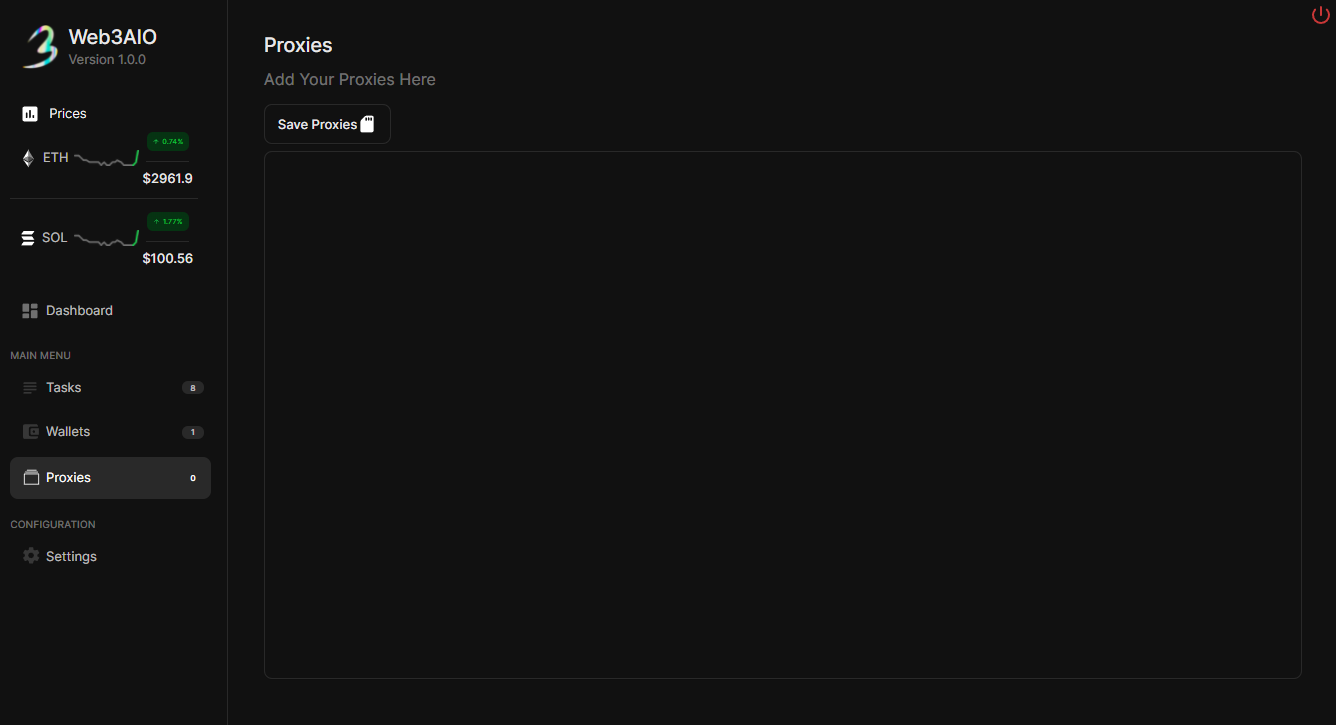 Web3AIO
Version 1.0.0
Prices
ETH
↑ 0.74%
$2961.9
SOL
↑ 1.77%
$100.56
Dashboard
MAIN MENU
Tasks
8
Wallets
1
Proxies
0
CONFIGURATION
Settings
Proxies
Add Your Proxies Here
Save Proxies